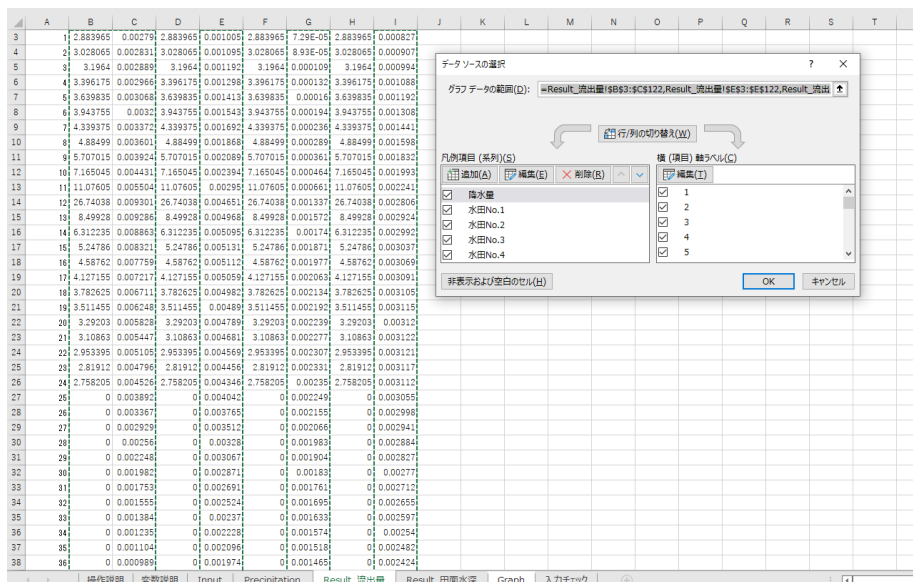 A B C D E F G H I J K L M N O P Q R S T
3 1 2.883965 0.00279 2.883965 0.001005 2.883965 7.29E-05 2.883965 0.000827
4 2 3.028065 0.002831 3.028065 0.001095 3.028065 8.93E-05 3.028065 0.000907
5 3 3.1964 0.002889 3.1964 0.001192 3.1964 0.000109 3.1964 0.000994
6 4 3.396175 0.002966 3.396175 0.001298 3.396175 0.000132 3.396175 0.001088
7 5 3.639835 0.003068 3.639835 0.001413 3.639835 0.00016 3.639835 0.001192
8 6 3.943755 0.0032 3.943755 0.001543 3.943755 0.000194 3.943755 0.001308
9 7 4.339375 0.003372 4.339375 0.001692 4.339375 0.000236 4.339375 0.001441
10 8 4.88499 0.003601 4.88499 0.001868 4.88499 0.000289 4.88499 0.001598
11 9 5.707015 0.003924 5.707015 0.002089 5.707015 0.000361 5.707015 0.001832
12 10 7.165045 0.004431 7.165045 0.002394 7.165045 0.000464 7.165045 0.001993
13 11 11.07605 0.005504 11.07605 0.00295 11.07605 0.000661 11.07605 0.002241
14 12 26.74038 0.009301 26.74038 0.004651 26.74038 0.001337 26.74038 0.002806
15 13 8.49928 0.009286 8.49928 0.004968 8.49928 0.001572 8.49928 0.002924
16 14 6.312235 0.008863 6.312235 0.005095 6.312235 0.00174 6.312235 0.002992
17 15 5.24786 0.008321 5.24786 0.005131 5.24786 0.001871 5.24786 0.003037
18 16 4.58762 0.007759 4.58762 0.005112 4.58762 0.001977 4.58762 0.003069
19 17 4.127155 0.007217 4.127155 0.005059 4.127155 0.002063 4.127155 0.003091
20 18 3.782625 0.006711 3.782625 0.004982 3.782625 0.002134 3.782625 0.003105
21 19 3.511455 0.006248 3.511455 0.00489 3.511455 0.002192 3.511455 0.003115
22 20 3.29203 0.005828 3.29203 0.004789 3.29203 0.002239 3.29203 0.00312
23 21 3.10863 0.005447 3.10863 0.004681 3.10863 0.002277 3.10863 0.003122
24 22 2.953395 0.005105 2.953395 0.004569 2.953395 0.002307 2.953395 0.003121
25 23 2.81912 0.004796 2.81912 0.004456 2.81912 0.002331 2.81912 0.003117
26 24 2.758205 0.004526 2.758205 0.004346 2.758205 0.00235 2.758205 0.003112
27 25 0 0.003892 0 0.004042 0 0.002249 0 0.003055
28 26 0 0.003367 0 0.003765 0 0.002155 0 0.002998
29 27 0 0.002929 0 0.003512 0 0.002066 0 0.002941
30 28 0 0.00256 0 0.00328 0 0.001983 0 0.002884
31 29 0 0.002248 0 0.003067 0 0.001904 0 0.002827
32 30 0 0.001982 0 0.002871 0 0.00183 0 0.00277
33 31 0 0.001753 0 0.002691 0 0.001761 0 0.002712
34 32 0 0.001555 0 0.002524 0 0.001695 0 0.002655
35 33 0 0.001384 0 0.00237 0 0.001633 0 0.002597
36 34 0 0.001235 0 0.002228 0 0.001574 0 0.00254
37 35 0 0.001104 0 0.002096 0 0.001518 0 0.002482
38 36 0 0.000989 0 0.001974 0 0.001465 0 0.002424
データ ソースの選択 ? ×
グラフ データの範囲(D): =Result_流出量!$B$3:$C$122,Result_流出量!$E$3:$E$122,Result_流出
行/列の切り替え(W)
凡例項目 (系列)(S)
追加(A) 編集(E) 削除(R)
降水量
水田No.1
水田No.2
水田No.3
水田No.4
横 (項目) 軸ラベル(C)
編集(T)
1
2
3
4
5
非表示および空白のセル(H) OK キャンセル
操作説明 変数説明 Input Precipitation Result_流出量 Result_田面水深 Graph 入力チェック